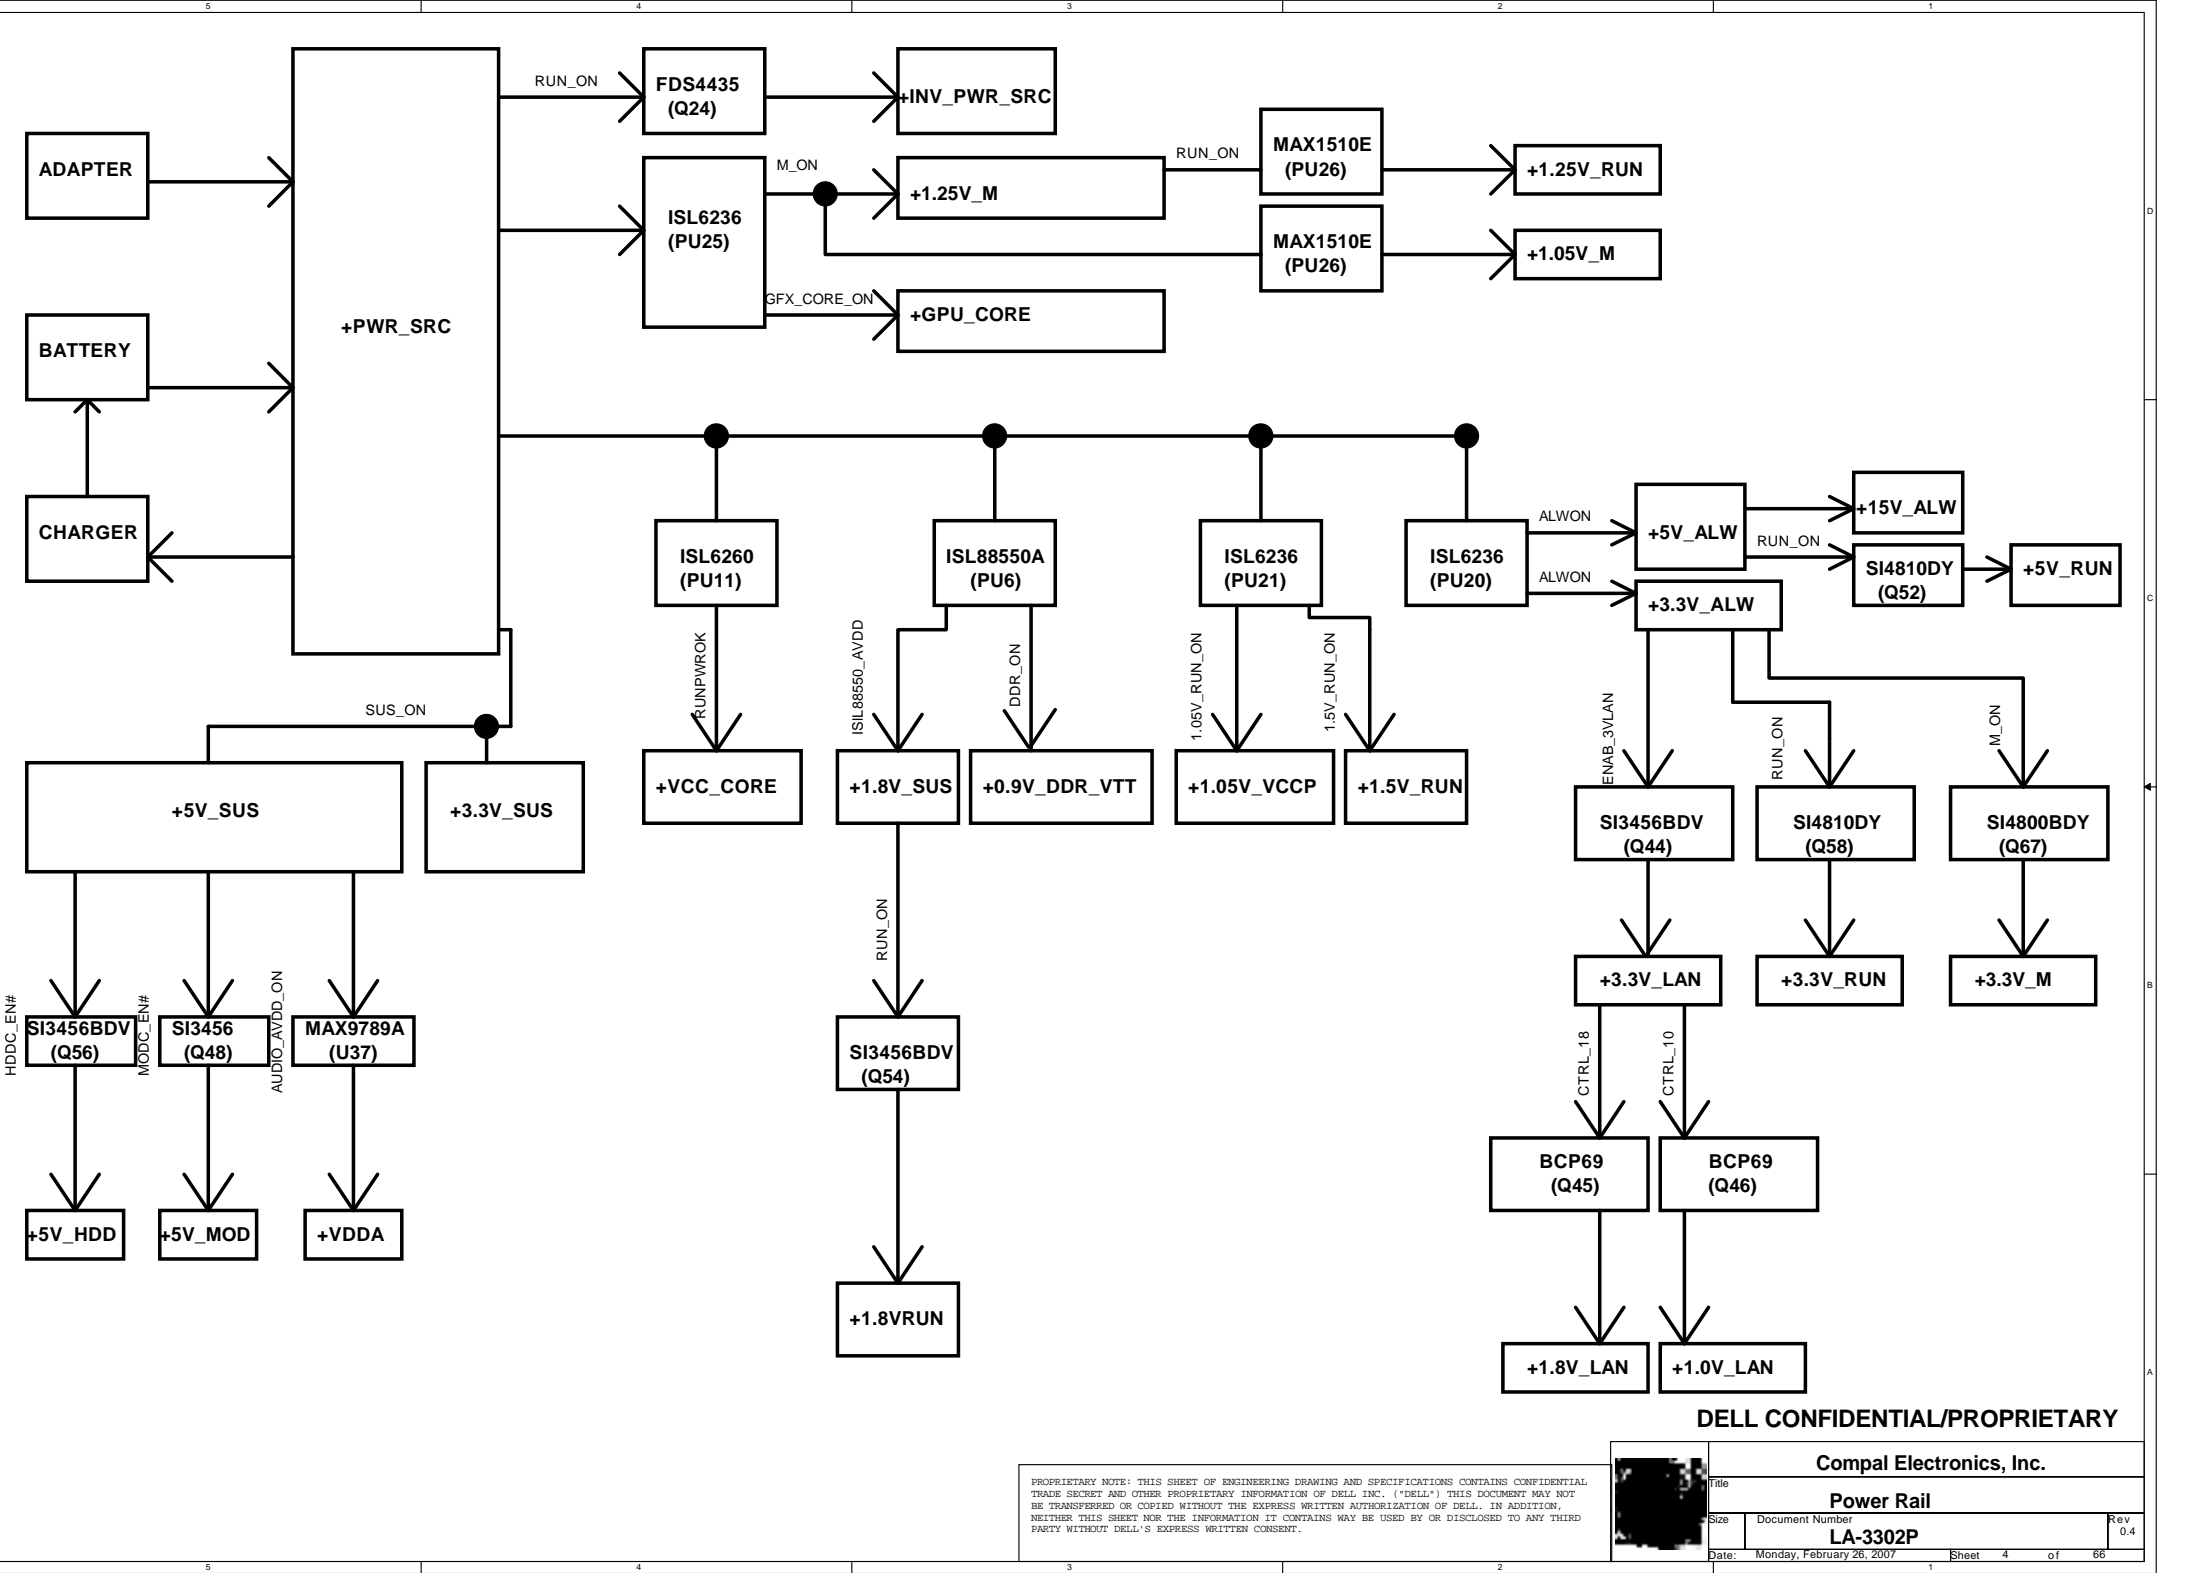 5
4
3
2
1
RUN_ON
FDS4435
(Q24)
+INV_PWR_SRC
ADAPTER
M_ON
ISL6236
(PU25)
+1.25V_M
RUN_ON
MAX1510E
(PU26)
+1.25V_RUN
MAX1510E
(PU26)
+1.05V_M
D
GFX_CORE_ON
+GPU_CORE
+PWR_SRC
BATTERY
CHARGER
ISL6260
(PU11)
ISL88550A
(PU6)
ISL6236
(PU21)
ISL6236
(PU20)
ALWON
ALWON
+5V_ALW
+15V_ALW
RUN_ON
SI4810DY
(Q52)
+5V_RUN
+3.3V_ALW
C
RUNPWROK
ISIL88550_AVDD
DDR_ON
1.05V_RUN_ON
1.5V_RUN_ON
ENAB_3VLAN
RUN_ON
M_ON
SUS_ON
+5V_SUS
+3.3V_SUS
+VCC_CORE
+1.8V_SUS
+0.9V_DDR_VTT
+1.05V_VCCP
+1.5V_RUN
SI3456BDV
(Q44)
SI4810DY
(Q58)
SI4800BDY
(Q67)
RUN_ON
+3.3V_LAN
+3.3V_RUN
+3.3V_M
B
HDDC_EN#
SI3456BDV
(Q56)
MODC_EN#
SI3456
(Q48)
AUDIO_AVDD_ON
MAX9789A
(U37)
SI3456BDV
(Q54)
CTRL_18
CTRL_10
BCP69
(Q45)
BCP69
(Q46)
+5V_HDD
+5V_MOD
+VDDA
+1.8VRUN
+1.8V_LAN
+1.0V_LAN
A
DELL CONFIDENTIAL/PROPRIETARY
PROPRIETARY NOTE: THIS SHEET OF ENGINEERING DRAWING AND SPECIFICATIONS CONTAINS CONFIDENTIAL
TRADE SECRET AND OTHER PROPRIETARY INFORMATION OF DELL INC. ("DELL") THIS DOCUMENT MAY NOT
BE TRANSFERRED OR COPIED WITHOUT THE EXPRESS WRITTEN AUTHORIZATION OF DELL. IN ADDITION,
NEITHER THIS SHEET NOR THE INFORMATION IT CONTAINS WAY BE USED BY OR DISCLOSED TO ANY THIRD
PARTY WITHOUT DELL'S EXPRESS WRITTEN CONSENT.
Compal Electronics, Inc.
Title
Power Rail
Size
Document Number
Rev
LA-3302P
0.4
Date: Monday, February 26, 2007 Sheet 4 of 66
5
4
3
2
1